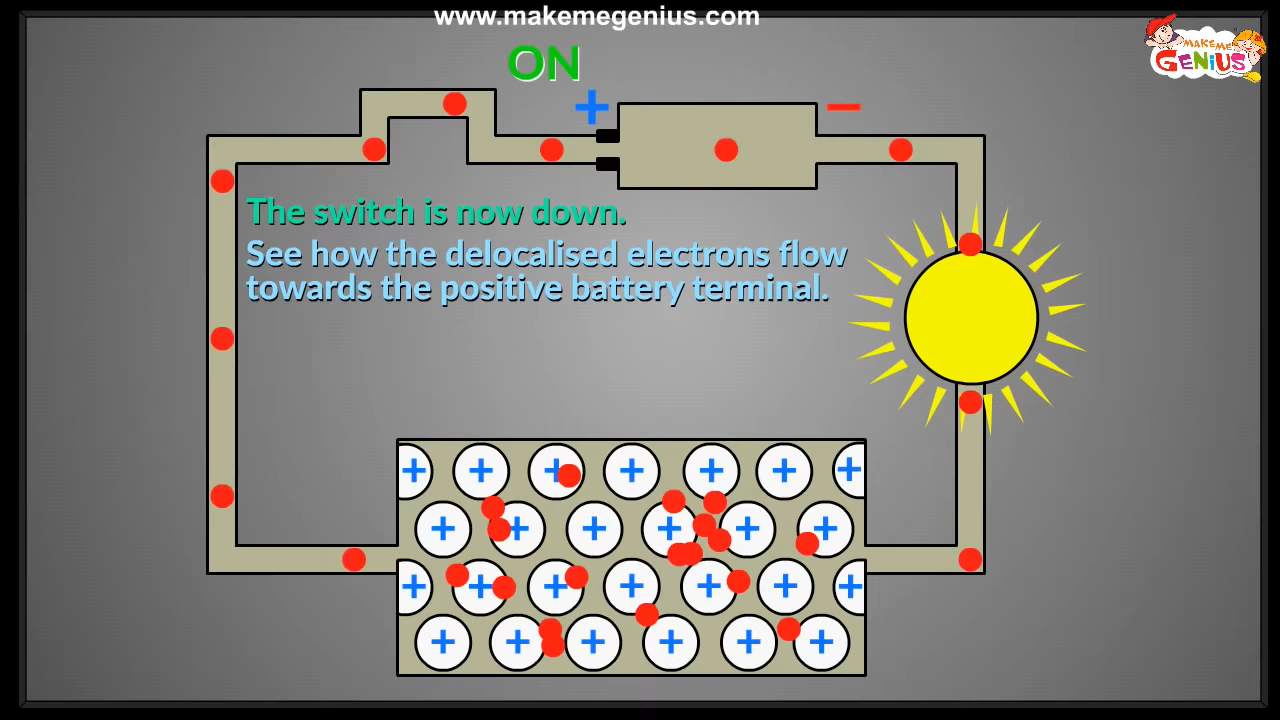 www.makemegenius.com
MAKE ME
GENiUS
ON
+ −
The switch is now down.
See how the delocalised electrons flow
towards the positive battery terminal.
+ + + + + + +
+ + + + + +
+ + + + + + +
+ + + + + +